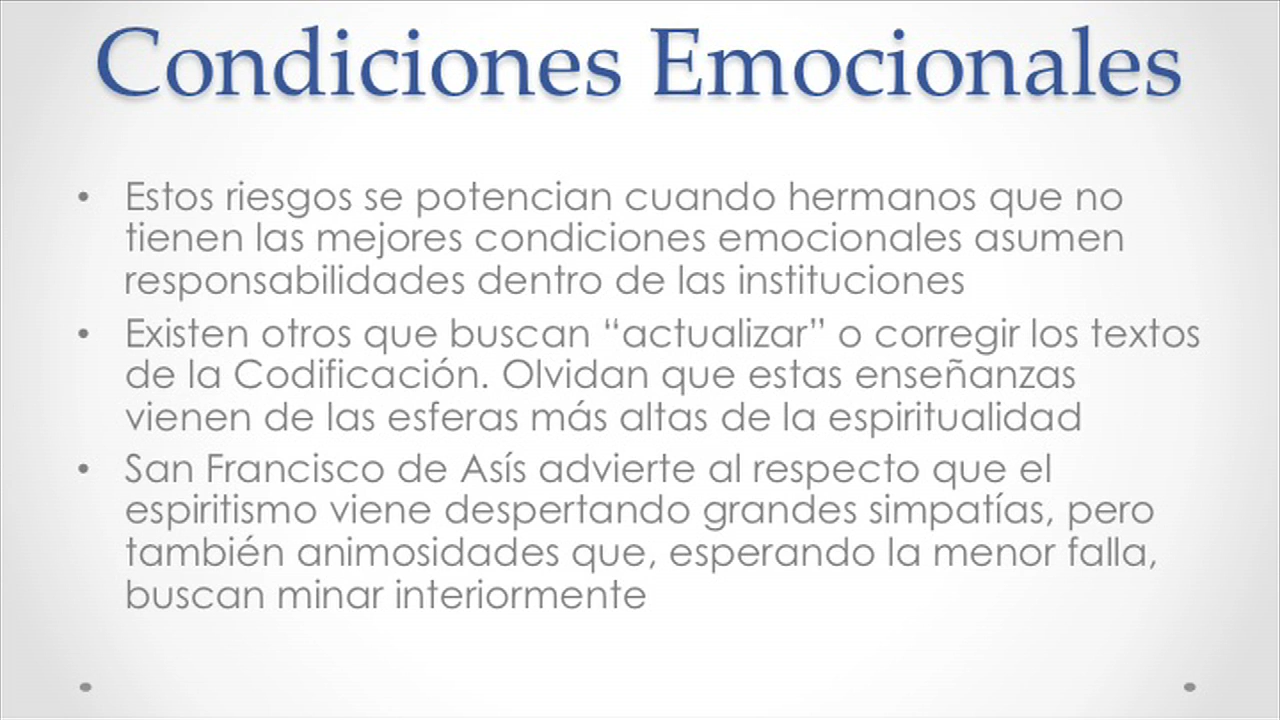 Condiciones Emocionales
• Estos riesgos se potencian cuando hermanos que no
tienen las mejores condiciones emocionales asumen
responsabilidades dentro de las instituciones
• Existen otros que buscan “actualizar” o corregir los textos
de la Codificación. Olvidan que estas enseñanzas
vienen de las esferas más altas de la espiritualidad
• San Francisco de Asís advierte al respecto que el
espiritismo viene despertando grandes simpatías, pero
también animosidades que, esperando la menor falla,
buscan minar interiormente